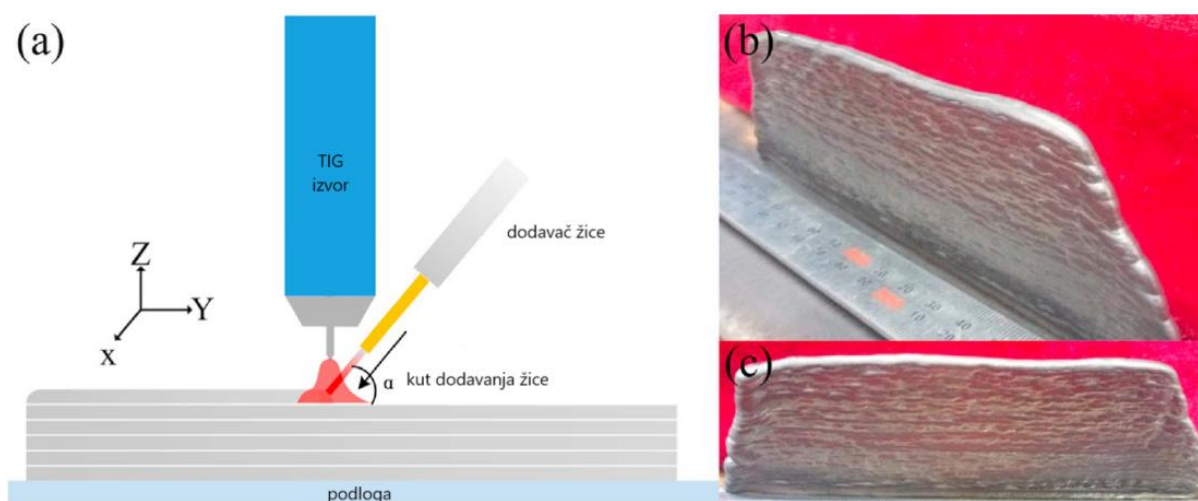 (a)
TIG
izvor
dodavač žice
Z
Y
x
α
kut dodavanja žice
podloga
(b)
(c)